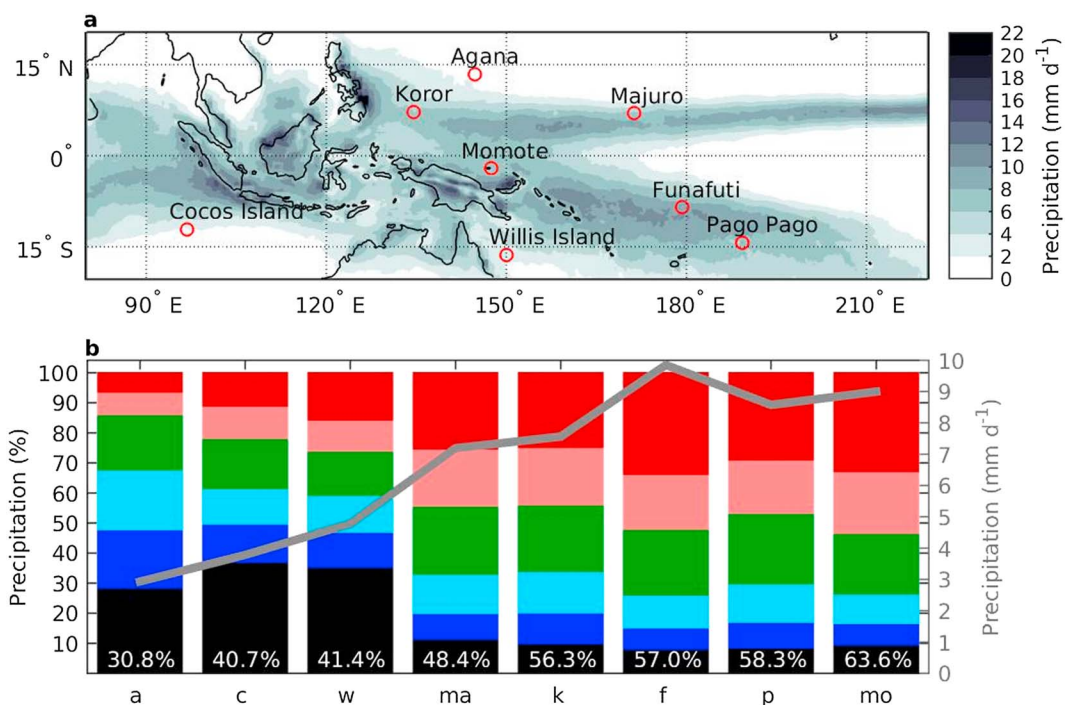 a
Agana
Koror
Majuro
Momote
Funafuti
Cocos Island
Pago Pago
Willis Island
15° N
0°
15° S
90° E
120° E
150° E
180° E
210° E
22
20
18
16
14
12
10
8
6
4
2
0
Precipitation (mm d⁻¹)
b
100
90
80
70
60
50
40
30
20
10
Precipitation (%)
30.8% 40.7% 41.4% 48.4% 56.3% 57.0% 58.3% 63.6%
a c w ma k f p mo
10
9
8
7
6
5
4
3
2
1
0
Precipitation (mm d⁻¹)